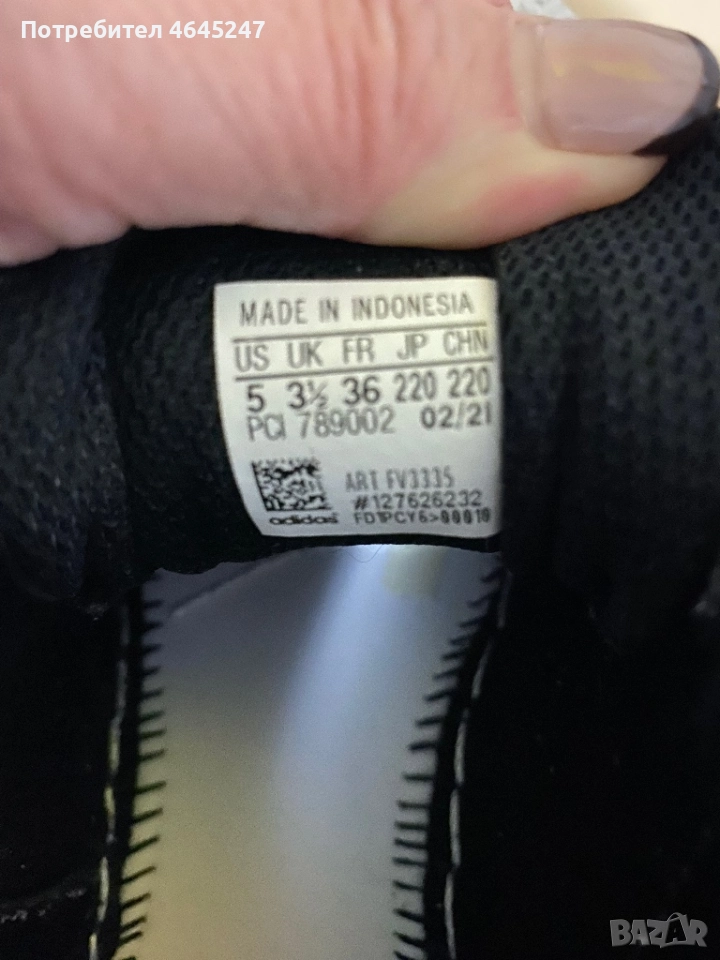 Потребител 4645247
MADE IN INDONESIA
US UK FR JP CHN
5 3½ 36 220 220
PCI 789002 02/21
ART FV3335
#127626232
adidas FD1PCY6>00010
BAZAR